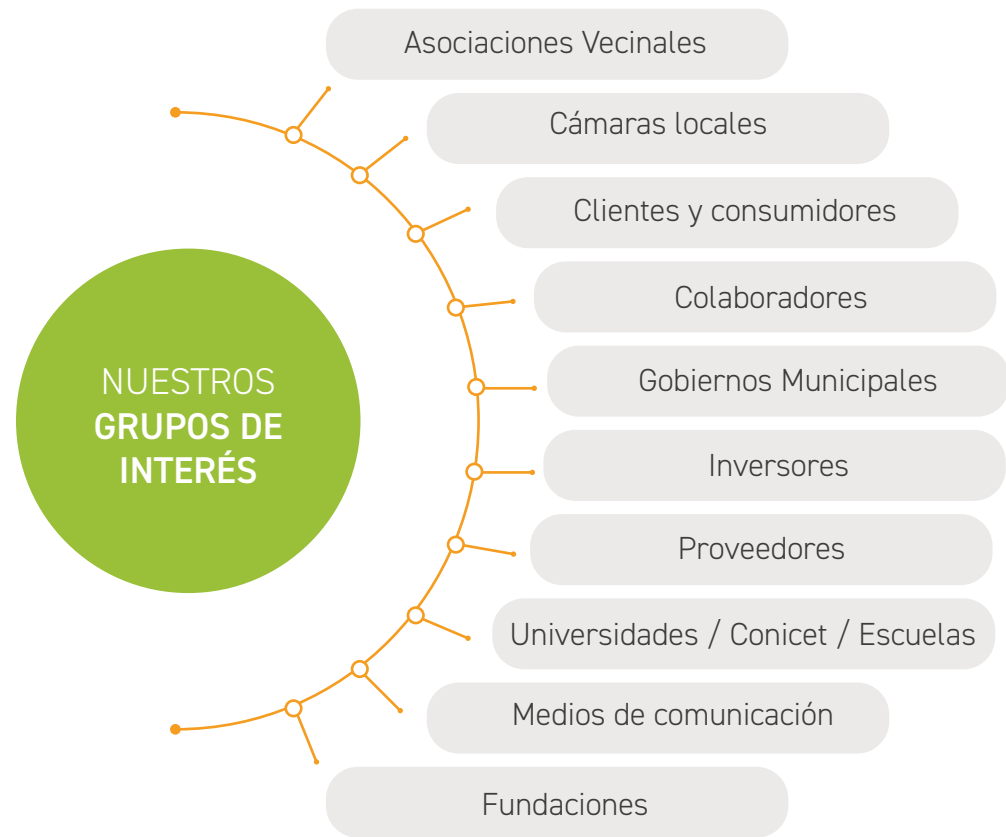 Asociaciones Vecinales
Cámaras locales
Clientes y consumidores
Colaboradores
NUESTROS
GRUPOS DE
INTERÉS
Gobiernos Municipales
Inversores
Proveedores
Universidades / Conicet / Escuelas
Medios de comunicación
Fundaciones